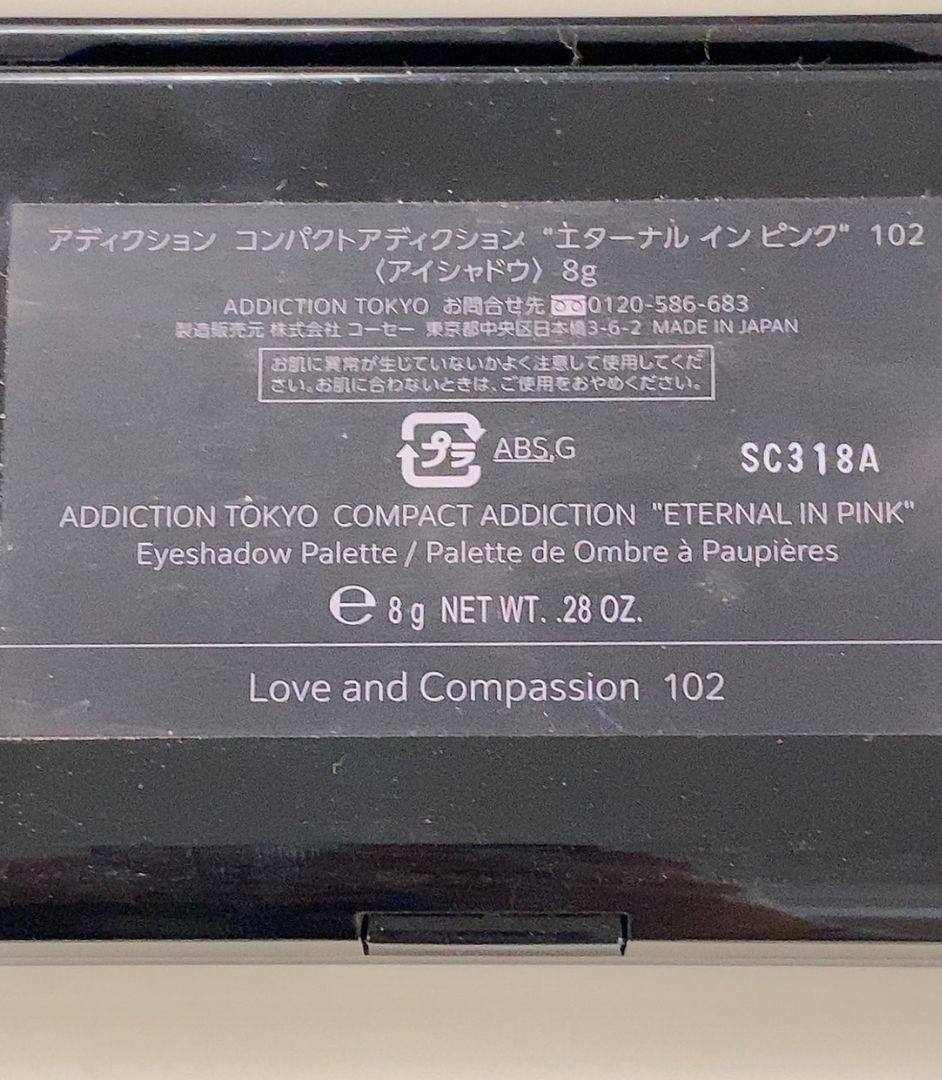 アディクション コンパクトアディクション "エターナル イン ピンク" 102
〈アイシャドウ〉 8g
ADDICTION TOKYO お問合せ先 0120-586-683
製造販売元 株式会社 コーセー 東京都中央区日本橋3-6-2 MADE IN JAPAN
お肌に異常が生じていないかよく注意して使用してくだ
さい。お肌に合わないときは、ご使用をおやめください。
プラ ABS,G
SC318A
ADDICTION TOKYO COMPACT ADDICTION "ETERNAL IN PINK"
Eyeshadow Palette / Palette de Ombre à Paupières
℮ 8 g NET WT. .28 OZ.
Love and Compassion 102